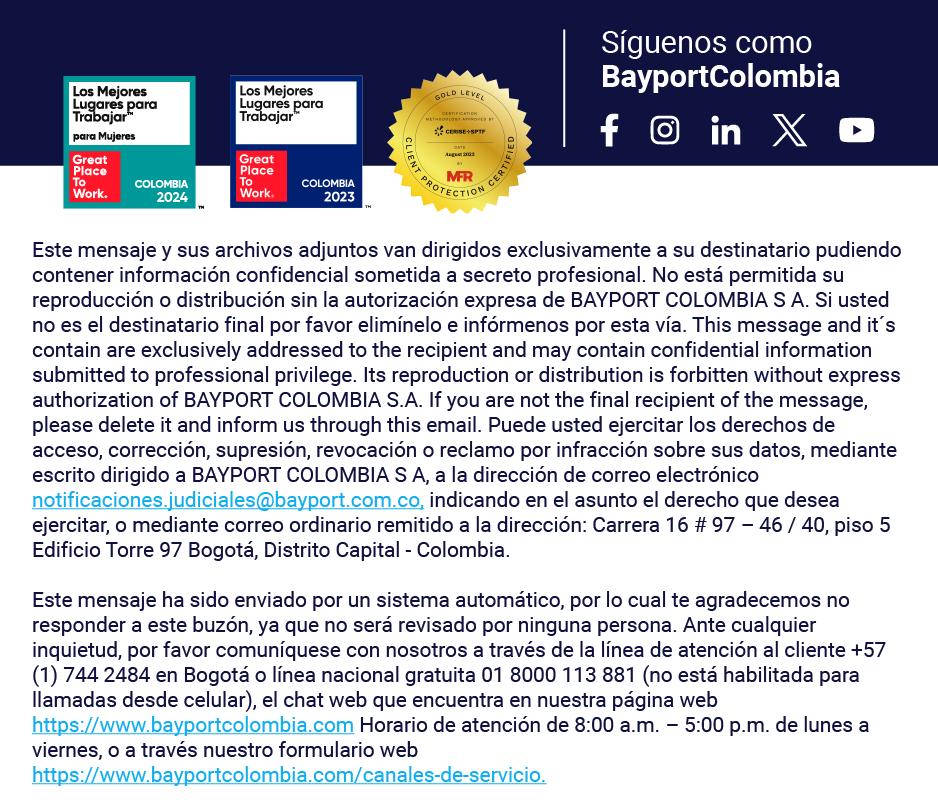 Síguenos como
BayportColombia
Los Mejores
Lugares para
Trabajar™
para Mujeres
Great
Place
To
Work.
COLOMBIA
2024
™
Los Mejores
Lugares para
Trabajar™
Great
Place
To
Work.
COLOMBIA
2023
™
GOLD LEVEL
CERTIFICATION
METHODOLOGY APPROVED BY
CERISE+SPTF
DATE
August 2023
BY
MFR
CLIENT PROTECTION CERTIFIED
Este mensaje y sus archivos adjuntos van dirigidos exclusivamente a su destinatario pudiendo
contener información confidencial sometida a secreto profesional. No está permitida su
reproducción o distribución sin la autorización expresa de BAYPORT COLOMBIA S A. Si usted
no es el destinatario final por favor elimínelo e infórmenos por esta vía. This message and it´s
contain are exclusively addressed to the recipient and may contain confidential information
submitted to professional privilege. Its reproduction or distribution is forbitten without express
authorization of BAYPORT COLOMBIA S.A. If you are not the final recipient of the message,
please delete it and inform us through this email. Puede usted ejercitar los derechos de
acceso, corrección, supresión, revocación o reclamo por infracción sobre sus datos, mediante
escrito dirigido a BAYPORT COLOMBIA S A, a la dirección de correo electrónico
notificaciones.judiciales@bayport.com.co, indicando en el asunto el derecho que desea
ejercitar, o mediante correo ordinario remitido a la dirección: Carrera 16 # 97 – 46 / 40, piso 5
Edificio Torre 97 Bogotá, Distrito Capital - Colombia.
Este mensaje ha sido enviado por un sistema automático, por lo cual te agradecemos no
responder a este buzón, ya que no será revisado por ninguna persona. Ante cualquier
inquietud, por favor comuníquese con nosotros a través de la línea de atención al cliente +57
(1) 744 2484 en Bogotá o línea nacional gratuita 01 8000 113 881 (no está habilitada para
llamadas desde celular), el chat web que encuentra en nuestra página web
https://www.bayportcolombia.com Horario de atención de 8:00 a.m. – 5:00 p.m. de lunes a
viernes, o a través nuestro formulario web
https://www.bayportcolombia.com/canales-de-servicio.